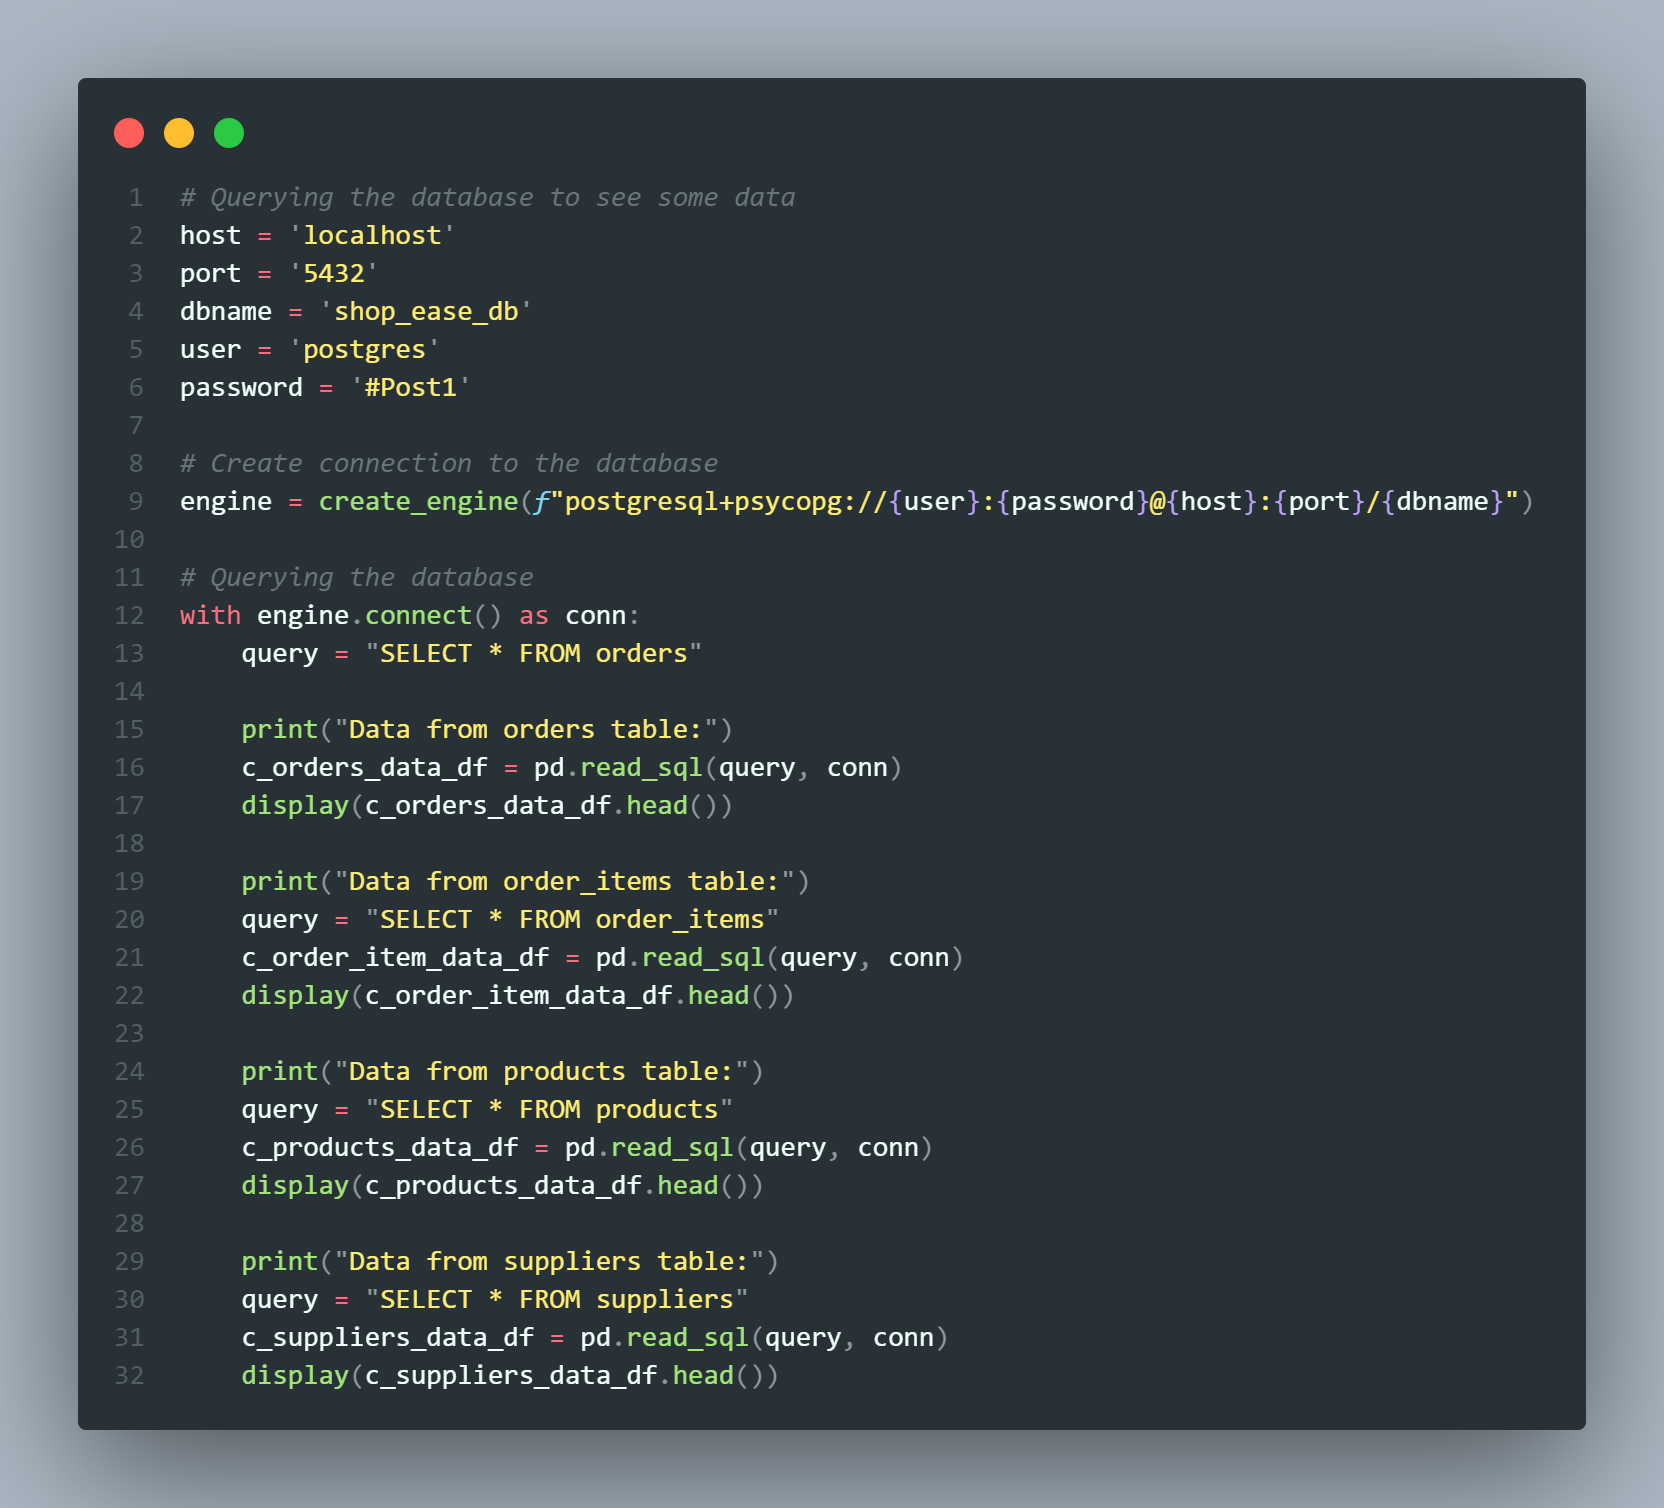 1 # Querying the database to see some data
2 host = 'localhost'
3 port = '5432'
4 dbname = 'shop_ease_db'
5 user = 'postgres'
6 password = '#Post1'
7
8 # Create connection to the database
9 engine = create_engine(f"postgresql+psycopg://{user}:{password}@{host}:{port}/{dbname}")
10
11 # Querying the database
12 with engine.connect() as conn:
13     query = "SELECT * FROM orders"
14
15     print("Data from orders table:")
16     c_orders_data_df = pd.read_sql(query, conn)
17     display(c_orders_data_df.head())
18
19     print("Data from order_items table:")
20     query = "SELECT * FROM order_items"
21     c_order_item_data_df = pd.read_sql(query, conn)
22     display(c_order_item_data_df.head())
23
24     print("Data from products table:")
25     query = "SELECT * FROM products"
26     c_products_data_df = pd.read_sql(query, conn)
27     display(c_products_data_df.head())
28
29     print("Data from suppliers table:")
30     query = "SELECT * FROM suppliers"
31     c_suppliers_data_df = pd.read_sql(query, conn)
32     display(c_suppliers_data_df.head())